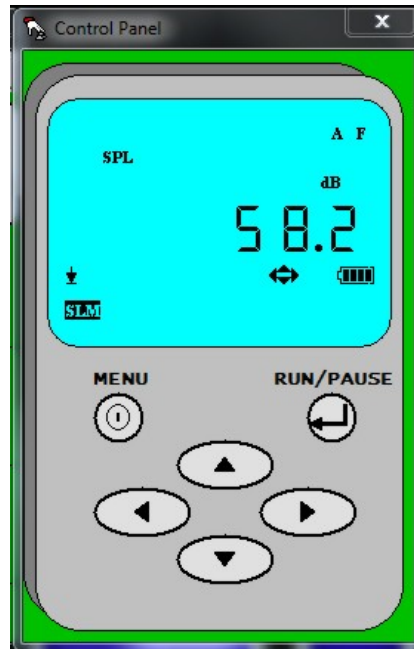 Control Panel
X
A F
SPL
dB
58.2
SLM
MENU
RUN/PAUSE